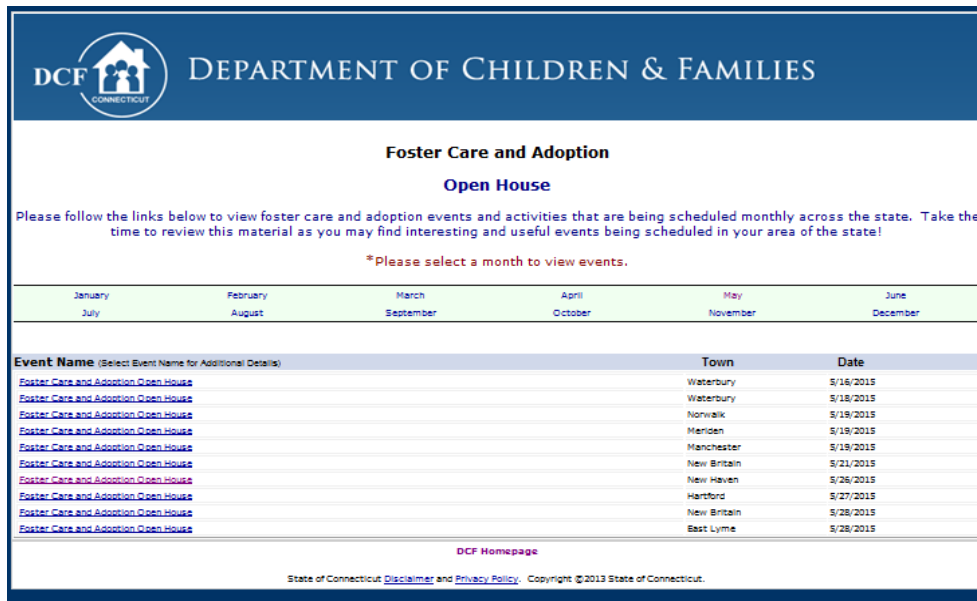 DCF
CONNECTICUT
DEPARTMENT OF CHILDREN & FAMILIES
Foster Care and Adoption
Open House
Please follow the links below to view foster care and adoption events and activities that are being scheduled monthly across the state. Take the
time to review this material as you may find interesting and useful events being scheduled in your area of the state!
*Please select a month to view events.
January February March April May June
July August September October November December
Event Name (Select Event Name for Additional Details) Town Date
Foster Care and Adoption Open House Waterbury 5/16/2015
Foster Care and Adoption Open House Waterbury 5/18/2015
Foster Care and Adoption Open House Norwalk 5/19/2015
Foster Care and Adoption Open House Meriden 5/19/2015
Foster Care and Adoption Open House Manchester 5/19/2015
Foster Care and Adoption Open House New Britain 5/21/2015
Foster Care and Adoption Open House New Haven 5/26/2015
Foster Care and Adoption Open House Hartford 5/27/2015
Foster Care and Adoption Open House New Britain 5/28/2015
Foster Care and Adoption Open House East Lyme 5/28/2015
DCF Homepage
State of Connecticut Disclaimer and Privacy Policy. Copyright ©2013 State of Connecticut.